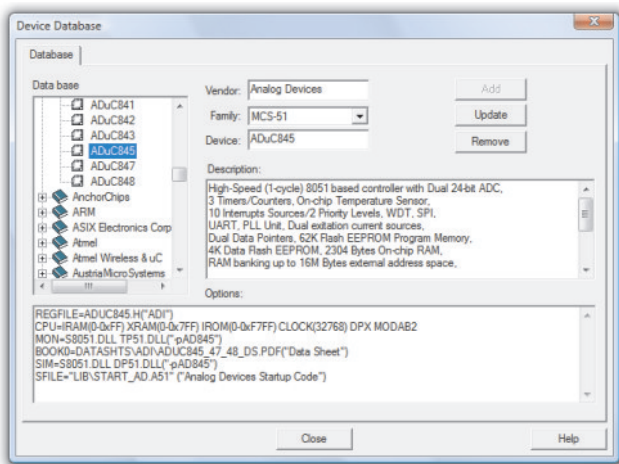 Device Database
Database
Data base
ADuC841
ADuC842
ADuC843
ADuC845
ADuC847
ADuC848
AnchorChips
ARM
ASIX Electronics Corp
Atmel
Atmel Wireless & uC
AustriaMicroSystems
Vendor: Analog Devices
Family: MCS-51
Device: ADuC845
Add
Update
Remove
Description:
High-Speed (1-cycle) 8051 based controller with Dual 24-bit ADC,
3 Timers/Counters, On-chip Temperature Sensor,
10 Interrupts Sources/2 Priority Levels, WDT, SPI,
UART, PLL Unit, Dual exitation current sources,
Dual Data Pointers, 62K Flash EEPROM Program Memory,
4K Data Flash EEPROM, 2304 Bytes On-chip RAM,
RAM banking up to 16M Bytes external address space,
Options:
REGFILE=ADUC845.H("ADI")
CPU=IRAM(0-0xFF) XRAM(0-0x7FF) IROM(0-0xF7FF) CLOCK(32768) DPX MODAB2
MON=S8051.DLL TP51.DLL("-pAD845")
BOOK0=DATASHTS\ADI\ADUC845_47_48_DS.PDF("Data Sheet")
SIM=S8051.DLL DP51.DLL("-pAD845")
SFILE="LIB\START_AD.A51" ("Analog Devices Startup Code")
Close
Help